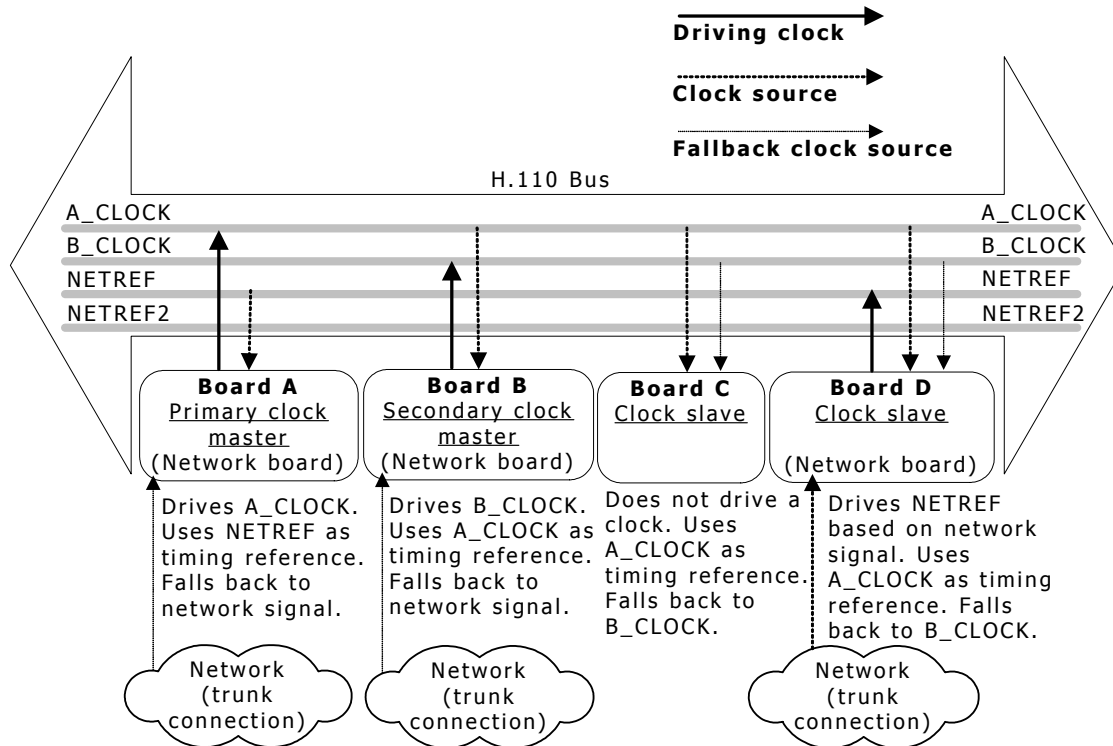 Driving clock
Clock source
Fallback clock source
H.110 Bus
A_CLOCK
A_CLOCK
B_CLOCK
B_CLOCK
NETREF
NETREF
NETREF2
NETREF2
Board A
Primary clock
master
(Network board)
Board B
Secondary clock
master
(Network board)
Board C
Clock slave
Board D
Clock slave
(Network board)
Drives A_CLOCK.
Uses NETREF as
timing reference.
Falls back to
network signal.
Drives B_CLOCK.
Uses A_CLOCK as
timing reference.
Falls back to
network signal.
Does not drive a
clock. Uses
A_CLOCK as
timing reference.
Falls back to
B_CLOCK.
Drives NETREF
based on network
signal. Uses
A_CLOCK as timing
reference. Falls
back to B_CLOCK.
Network
(trunk
connection)
Network
(trunk
connection)
Network
(trunk
connection)